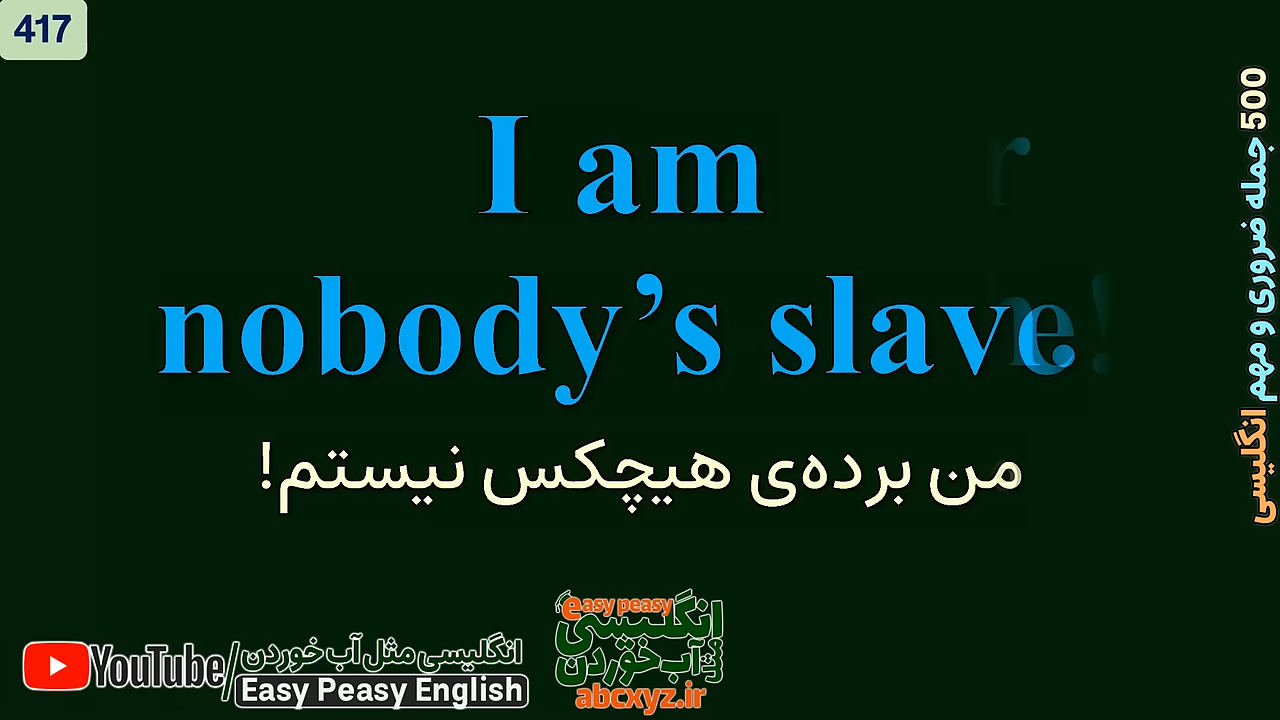 417
I am
nobody’s slave!
من برده‌ی هیچکس نیستم!
500 جمله ضروری و مهم انگلیسی
YouTube/انگلیسی مثل آب خوردن
Easy Peasy English
easy peasy
انگلیسی
مثل آب خوردن
abcxyz.ir